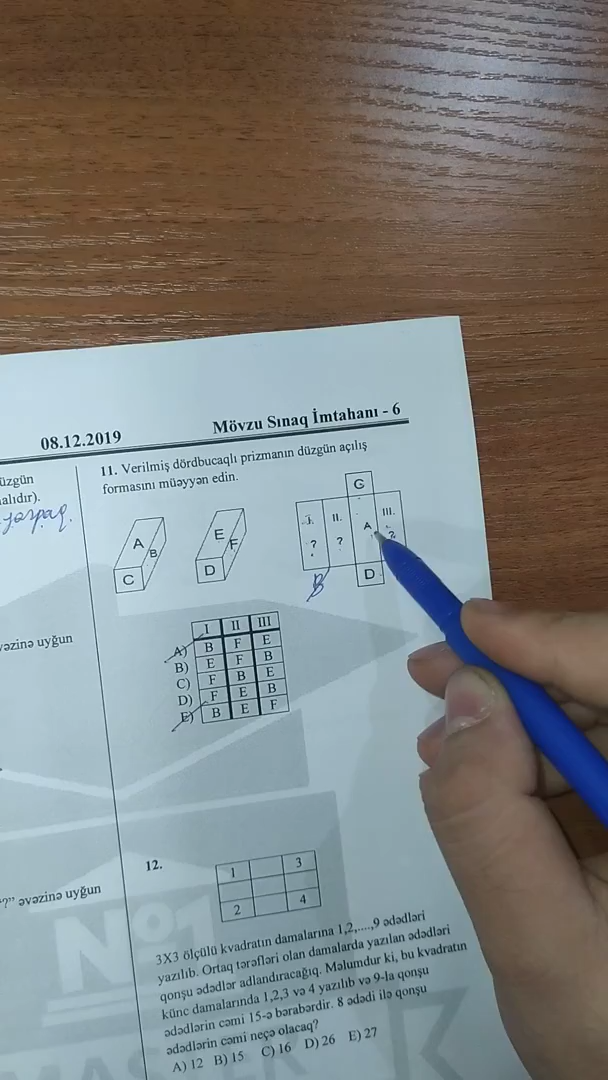 08.12.2019
Mövzu Sınaq İmtahanı - 6
üzgün
alıdır).
vəzinə uyğun
?” əvəzinə uyğun
11. Verilmiş dördbucaqlı prizmanın düzgün açılış
formasını müəyyən edin.
A
B
C
E
F
D
G
I.
II.
III.
?
?
A
?
D
B
I II III
A) B F E
B) E F B
C) F B E
D) F E B
E) B E F
12.
1 3
2 4
3X3 ölçülü kvadratın damalarına 1,2,....,9 ədədləri
yazılıb. Ortaq tərəfləri olan damalarda yazılan ədədləri
qonşu ədədlər adlandıracağıq. Məlumdur ki, bu kvadratın
künc damalarında 1,2,3 və 4 yazılıb və 9-la qonşu
ədədlərin cəmi 15-ə bərabərdir. 8 ədədi ilə qonşu
ədədlərin cəmi neçə olacaq?
A) 12 B) 15 C) 16 D) 26 E) 27
№1